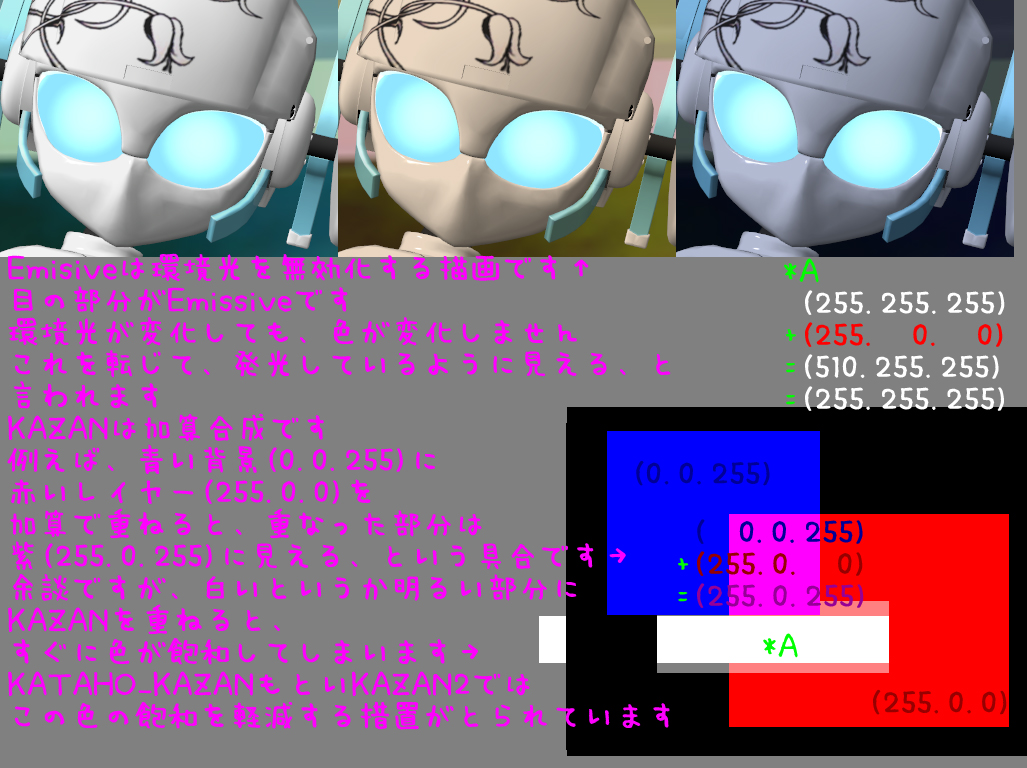 Emisiveは環境光を無効化する描画です↑
目の部分がEmissiveです
環境光が変化しても、色が変化しません
これを転じて、発光しているように見える、と
言われます
KAZANは加算合成です
例えば、青い背景(0.0.255)に
赤いレイヤー(255.0.0)を
加算で重ねると、重なった部分は
紫(255.0.255)に見える、という具合です→
余談ですが、白いというか明るい部分に
KAZANを重ねると、
すぐに色が飽和してしまいます→
KATAHO_KAZANもといKAZAN2では
この色の飽和を軽減する措置がとられています
*A
(255.255.255)
+(255. 0. 0)
=(510.255.255)
=(255.255.255)
(0.0.255)
( 0.0.255)
+(255.0. 0)
=(255.0.255)
*A
(255.0.0)